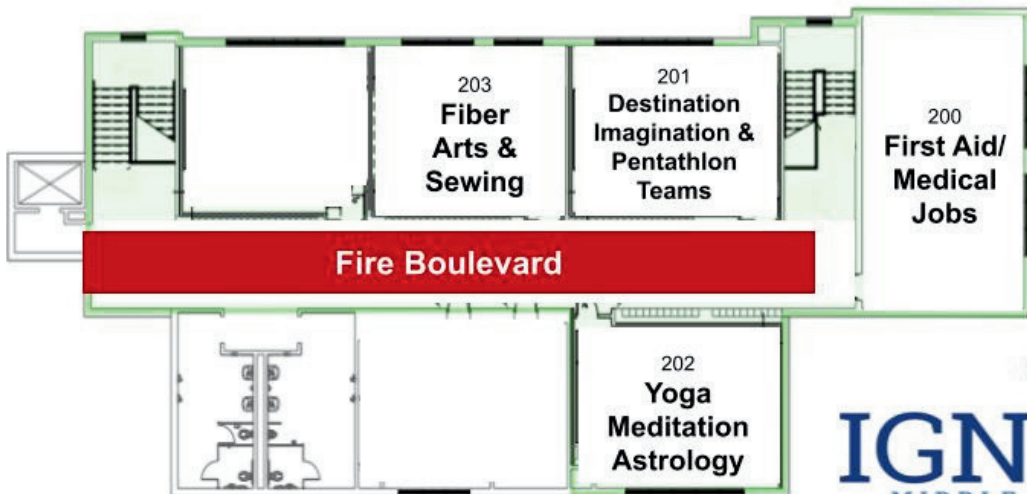 203
Fiber
Arts &
Sewing
201
Destination
Imagination &
Pentathlon
Teams
200
First Aid/
Medical
Jobs
Fire Boulevard
202
Yoga
Meditation
Astrology
IGN